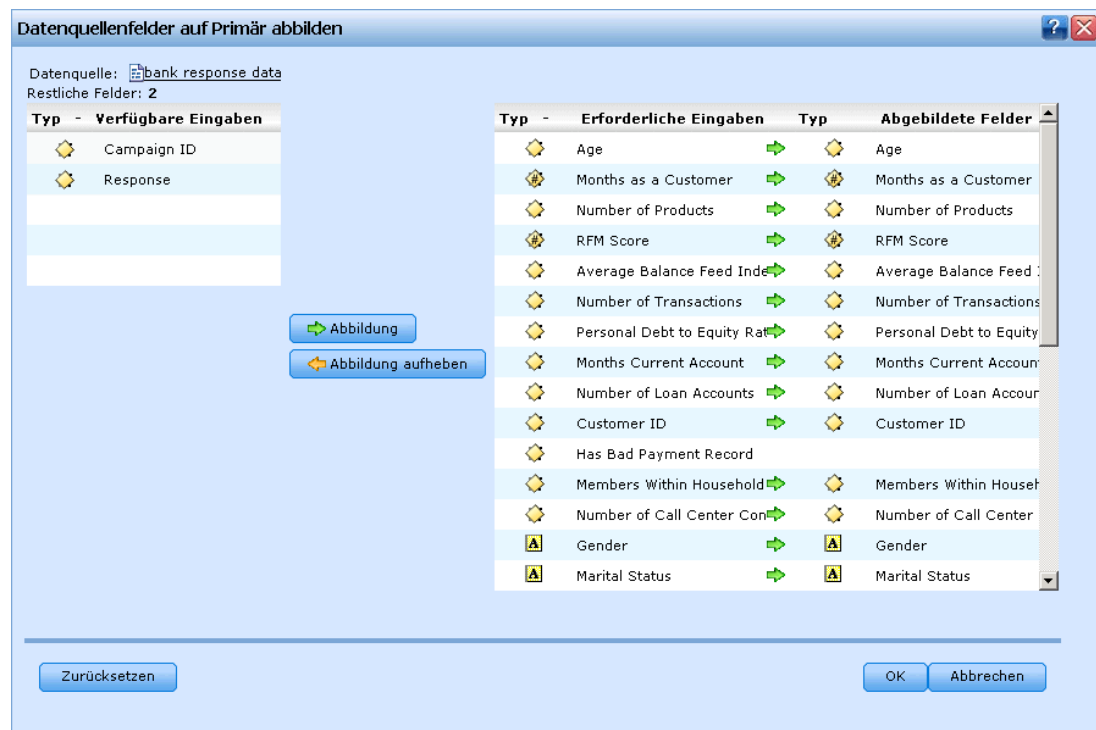 Datenquellenfelder auf Primär abbilden
?
Datenquelle: bank response data
Restliche Felder: 2
Typ - Verfügbare Eingaben
Campaign ID
Response
Abbildung
Abbildung aufheben
Typ - Erforderliche Eingaben Typ Abgebildete Felder
Age Age
# Months as a Customer # Months as a Customer
Number of Products Number of Products
# RFM Score # RFM Score
Average Balance Feed Inde Average Balance Feed I
Number of Transactions Number of Transactions
Personal Debt to Equity Rat Personal Debt to Equity
Months Current Account Months Current Accoun
Number of Loan Accounts Number of Loan Accour
Customer ID Customer ID
Has Bad Payment Record
Members Within Household Members Within Househ
Number of Call Center Con Number of Call Center
A Gender A Gender
A Marital Status A Marital Status
Zurücksetzen OK Abbrechen